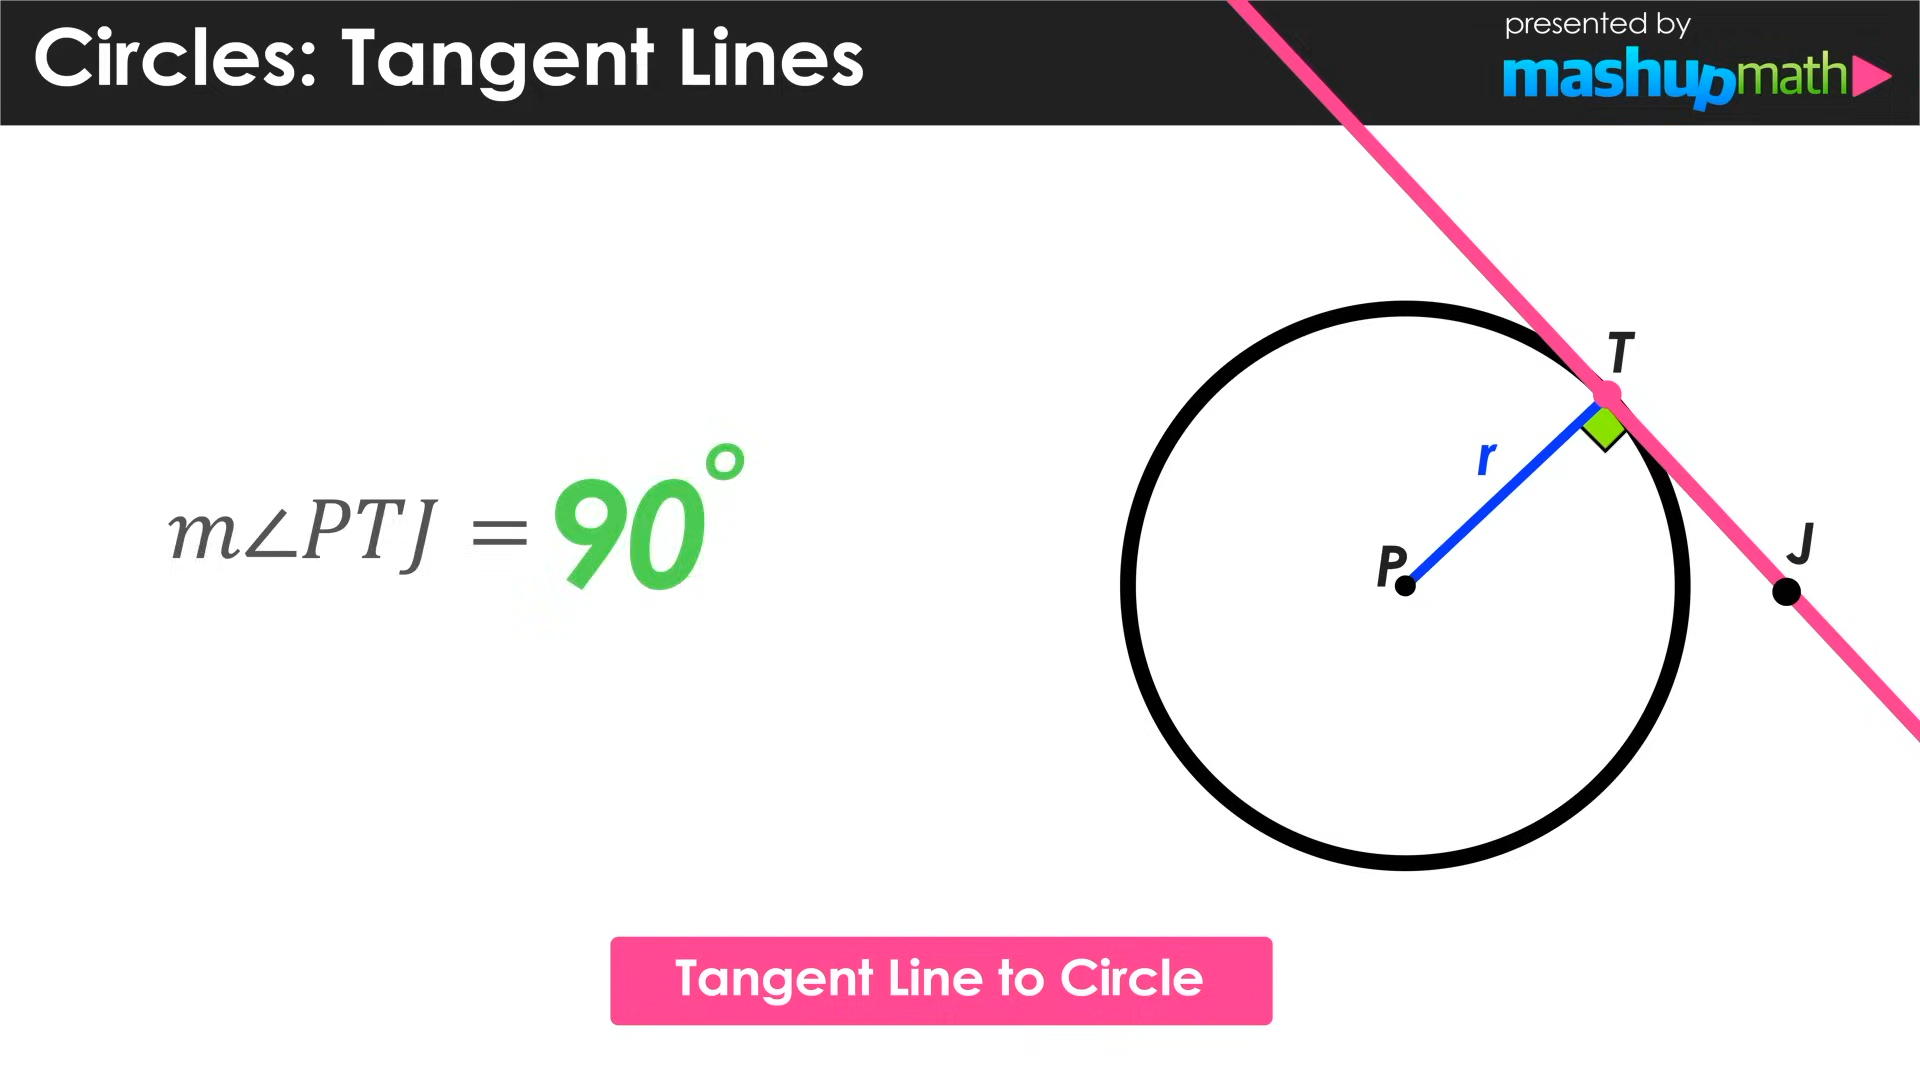 Circles: Tangent Lines
presented by
mashupmath
T
r
m∠PTJ = 90°
J
P
Tangent Line to Circle